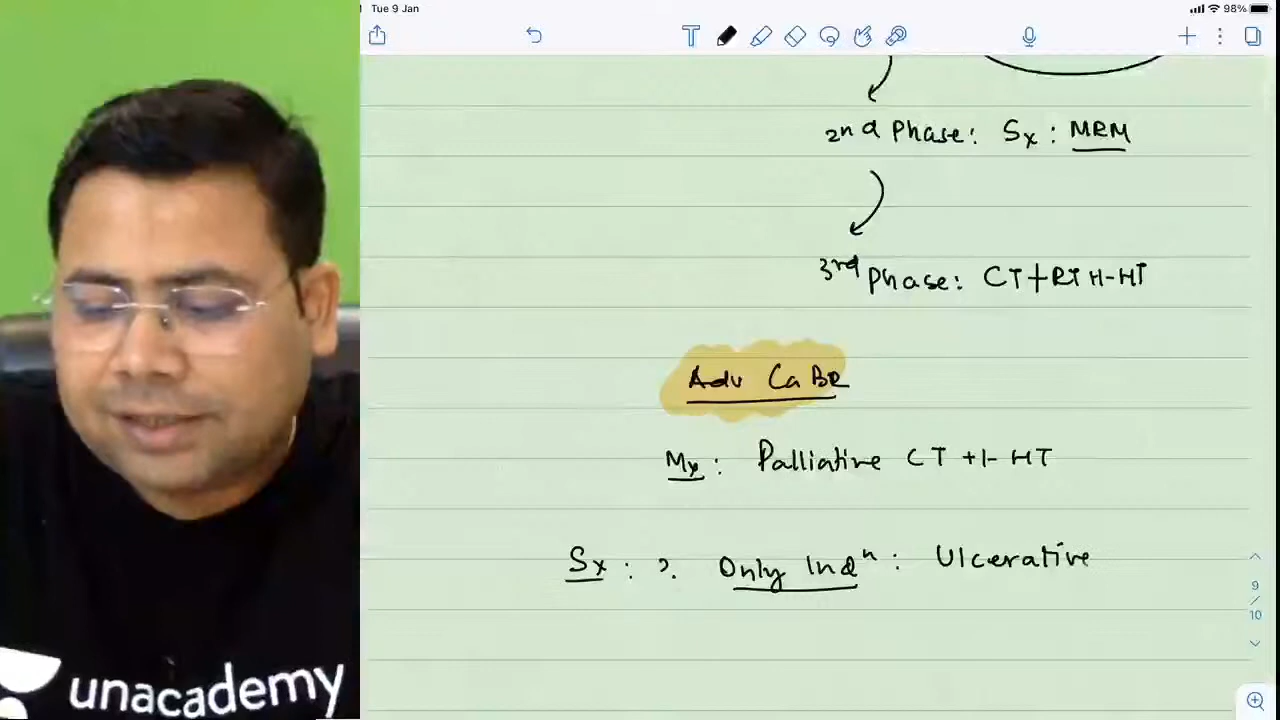 Tue 9 Jan
98%
2nd Phase: Sx: MRM
3rd Phase: CT+RT +|-HT
Adv Ca BR
Mx: Palliative CT +|- HT
Sx: ?. Only Indn: Ulcerative
9
/
10
unacademy